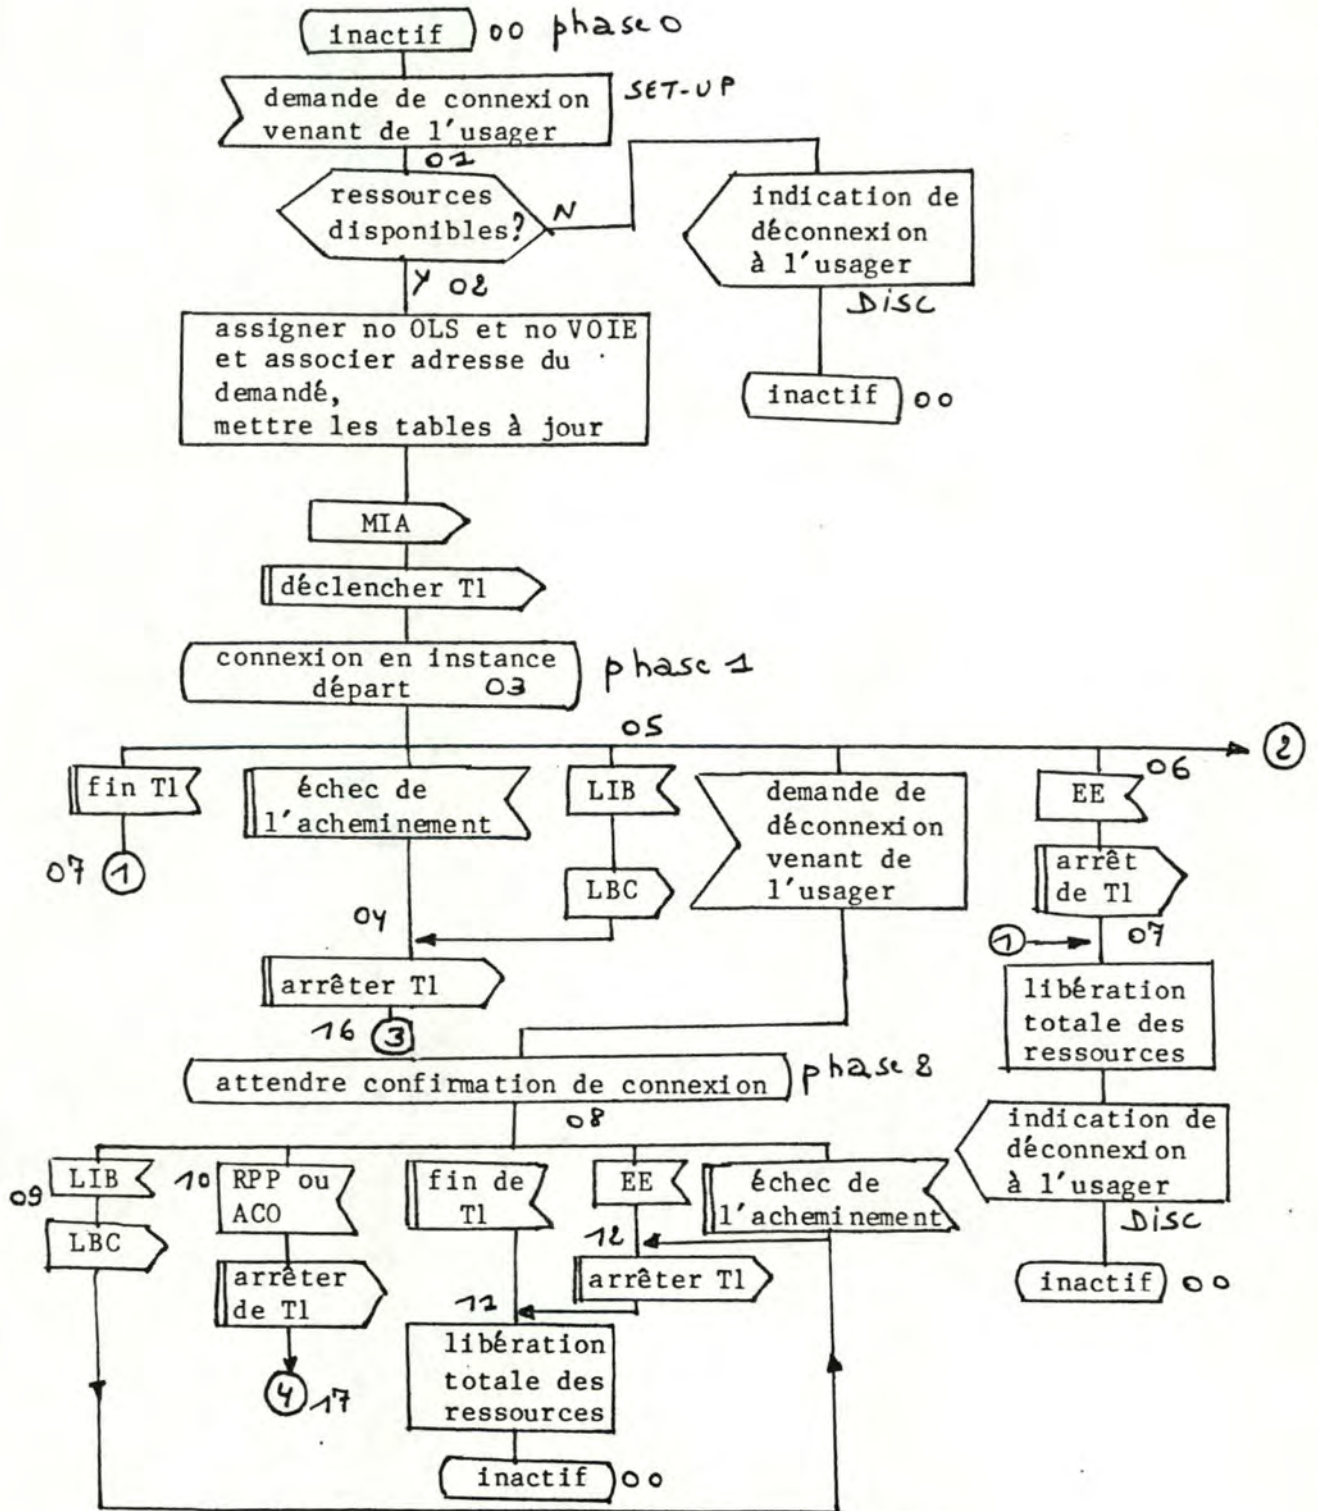 inactif 00 phase 0
demande de connexion SET-UP
venant de l'usager
01
ressources
disponibles? N
indication de
déconnexion
à l'usager
DISC
inactif 00
Y 02
assigner no OLS et no VOIE
et associer adresse du
demandé,
mettre les tables à jour
MIA
déclencher T1
connexion en instance
départ 03
phase 1
05
2
fin T1
07 1
échec de
l'acheminement
LIB
LBC
demande de
déconnexion
venant de
l'usager
06
EE
arrêt
de T1
04
arrêter T1
16 3
1 07
libération
totale des
ressources
indication de
déconnexion
à l'usager
DISC
inactif 00
attendre confirmation de connexion phase 2
08
LIB
09
LBC
10 RPP ou
ACO
arrêter
de T1
4 17
fin de
T1
EE
12
arrêter T1
échec de
l'acheminement
11
libération
totale des
ressources
inactif 00